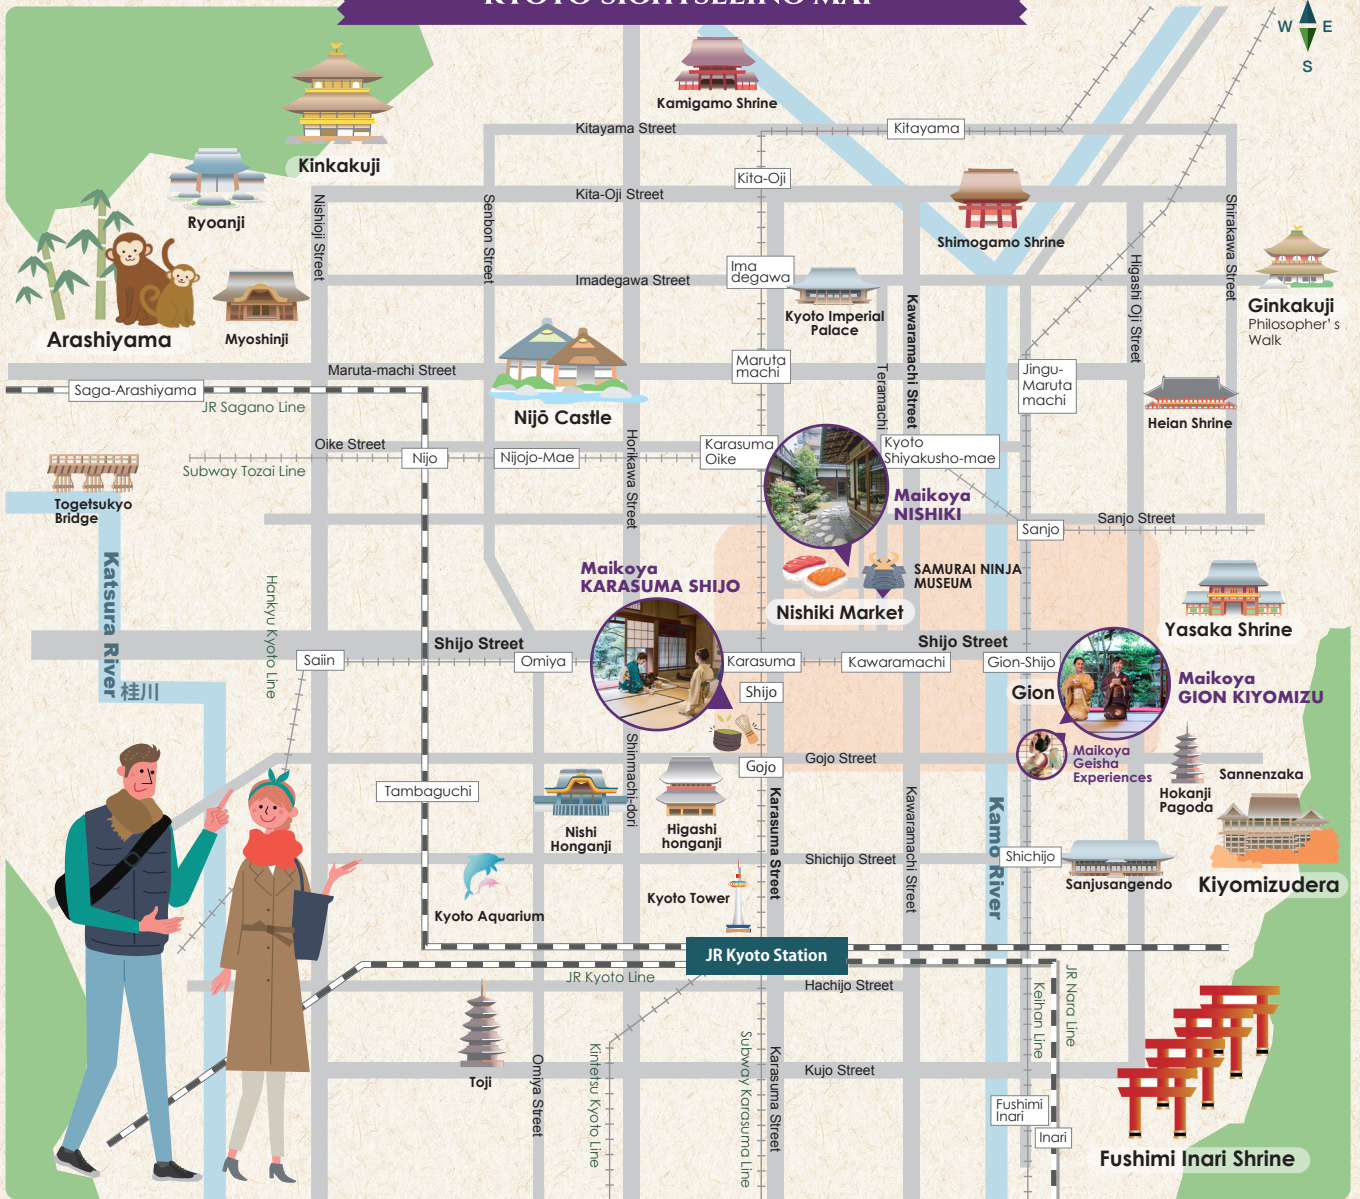 KYOTO SIGHTSEEING MAP
W
E
S
Kamigamo Shrine
Kitayama Street
Kitayama
Kinkakuji
Kita-Oji
Kita-Oji Street
Ryoanji
Nishioji Street
Senbon Street
Shirakawa Street
Shimogamo Shrine
Ima
degawa
Imadegawa Street
Higashi Oji Street
Ginkakuji
Philosopher' s
Walk
Kyoto Imperial
Palace
Kawaramachi Street
Arashiyama
Myoshinji
Maruta-machi Street
Maruta
machi
Teramachi
Jingu-
Maruta
machi
Saga-Arashiyama
JR Sagano Line
Nijō Castle
Heian Shrine
Oike Street
Subway Tozai Line
Nijo
Nijojo-Mae
Horikawa Street
Karasuma
Oike
Kyoto
Shiyakusho-mae
Togetsukyo
Bridge
Maikoya
NISHIKI
Sanjo
Sanjo Street
Katsura River
桂川
Hankyu Kyoto Line
Maikoya
KARASUMA SHIJO
SAMURAI NINJA
MUSEUM
Nishiki Market
Yasaka Shrine
Shijo Street
Shijo Street
Saiin
Omiya
Karasuma
Kawaramachi
Gion-Shijo
Shijo
Gion
Maikoya
GION KIYOMIZU
Maikoya
Geisha
Experiences
Gojo
Gojo Street
Shinmachi-dori
Hokanji
Pagoda
Sannenzaka
Tambaguchi
Nishi
Honganji
Higashi
honganji
Karasuma Street
Kawaramachi Street
Kamo River
Shichijo Street
Shichijo
Sanjusangendo
Kiyomizudera
Kyoto Aquarium
Kyoto Tower
JR Kyoto Station
JR Kyoto Line
Hachijo Street
Keihan Line
JR Nara Line
Toji
Omiya Street
Kintetsu Kyoto Line
Subway Karasuma Line
Karasuma Street
Kujo Street
Fushimi
Inari
Inari
Fushimi Inari Shrine